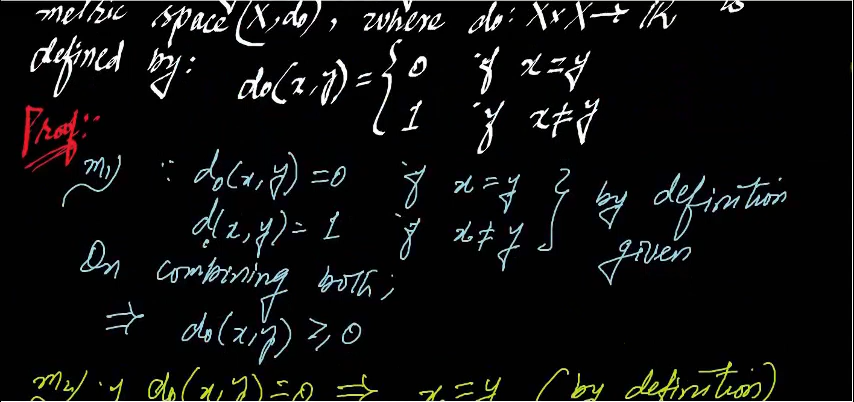 metric space (X, d₀), where d₀: X×X→ℝ is
defined by: d₀(x,y) = { 0 if x=y
1 if x≠y
Proof:-
m₁) ∵ d₀(x,y)=0 if x=y } by definition
d₀(x,y)=1 if x≠y given
On combining both;
⇒ d₀(x,y) ≥ 0
m₂) · if d₀(x,y)=0 ⇒ x=y (by definition)